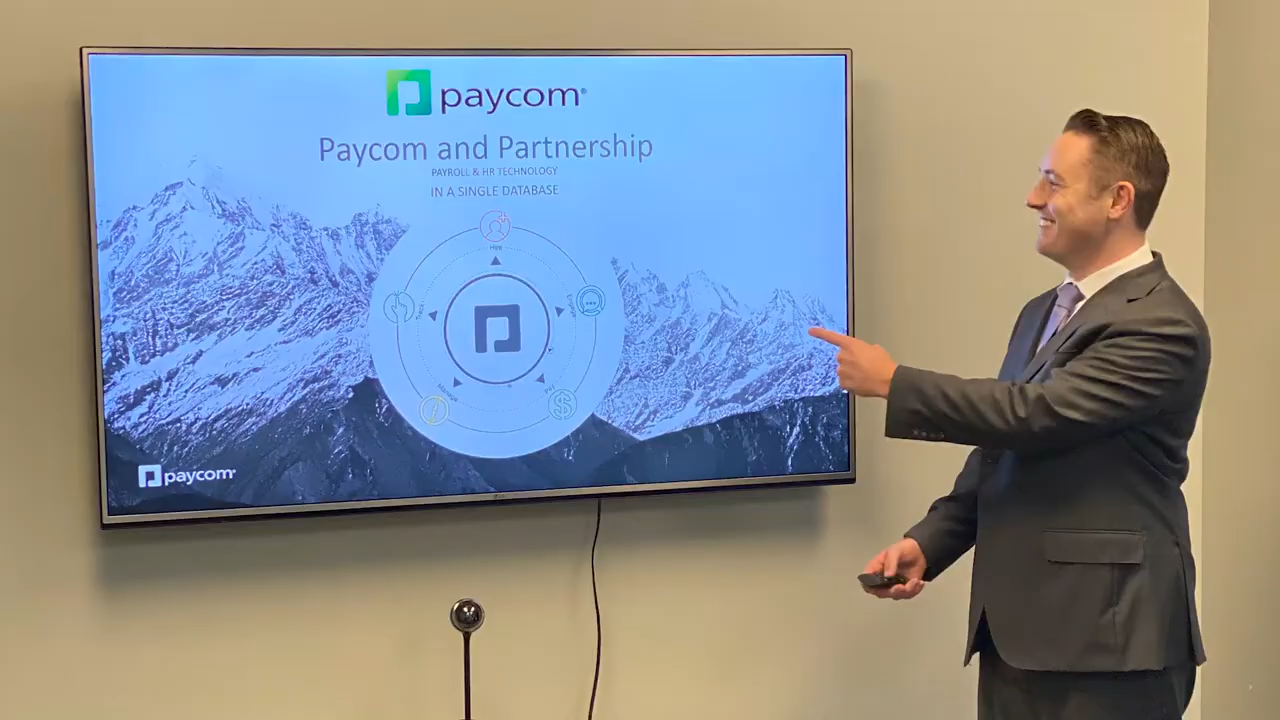 paycom®
Paycom and Partnership
PAYROLL & HR TECHNOLOGY
IN A SINGLE DATABASE
Hire
Pay
Manage
paycom®